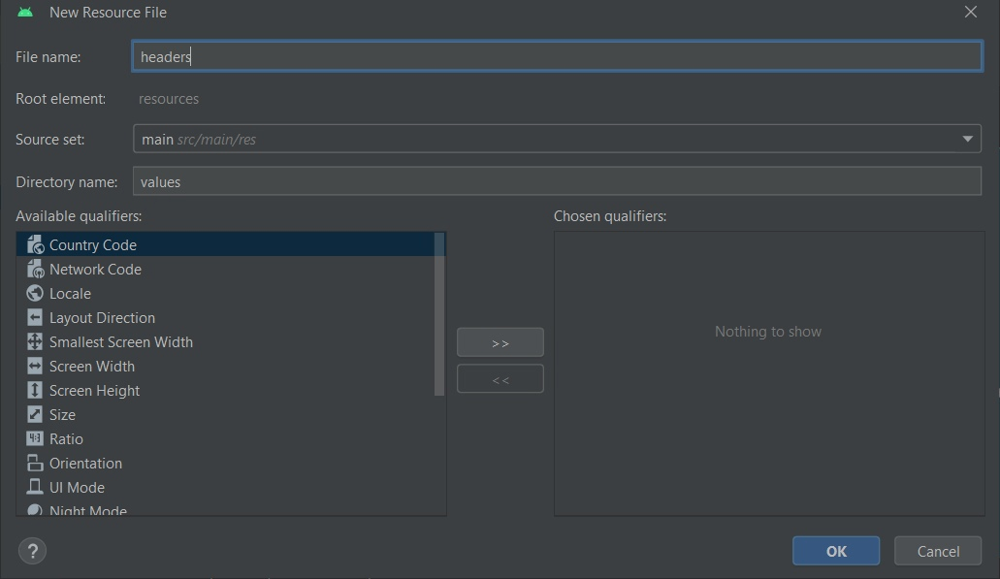 New Resource File
File name: headers
Root element: resources
Source set: main src/main/res
Directory name: values
Available qualifiers: Chosen qualifiers:
Country Code
Network Code
Locale
Layout Direction
Smallest Screen Width
Screen Width
Screen Height
Size
Ratio
Orientation
UI Mode
Night Mode
>>
<<
Nothing to show
? OK Cancel